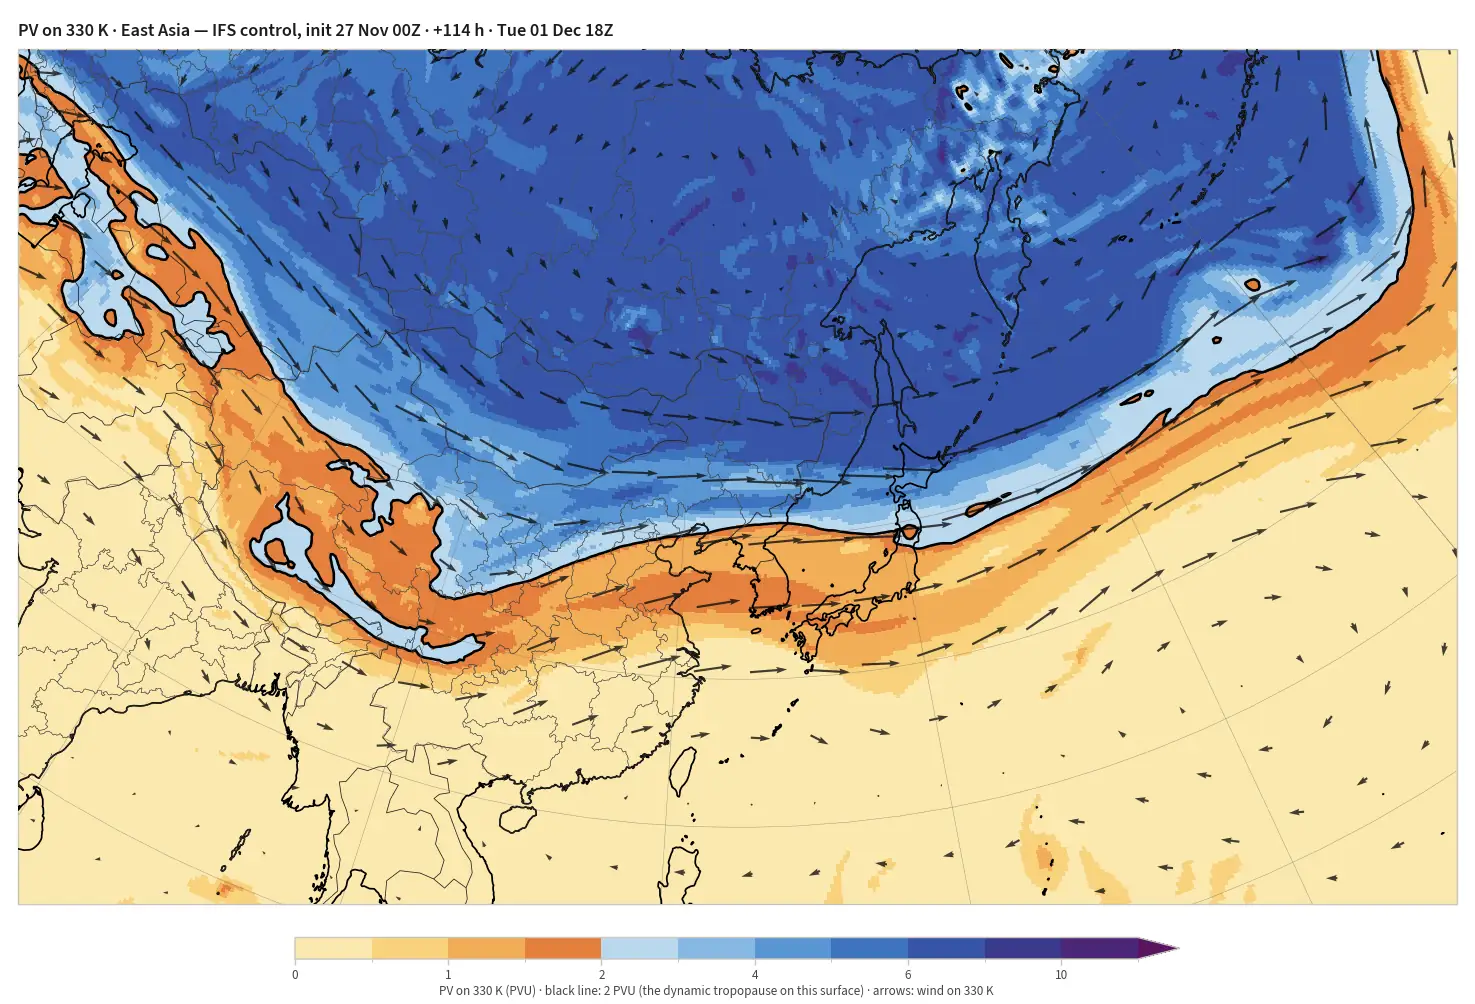 PV on 330 K · East Asia — IFS control, init 27 Nov 00Z · +114 h · Tue 01 Dec 18Z
0 1 2 4 6 10
PV on 330 K (PVU) · black line: 2 PVU (the dynamic tropopause on this surface) · arrows: wind on 330 K